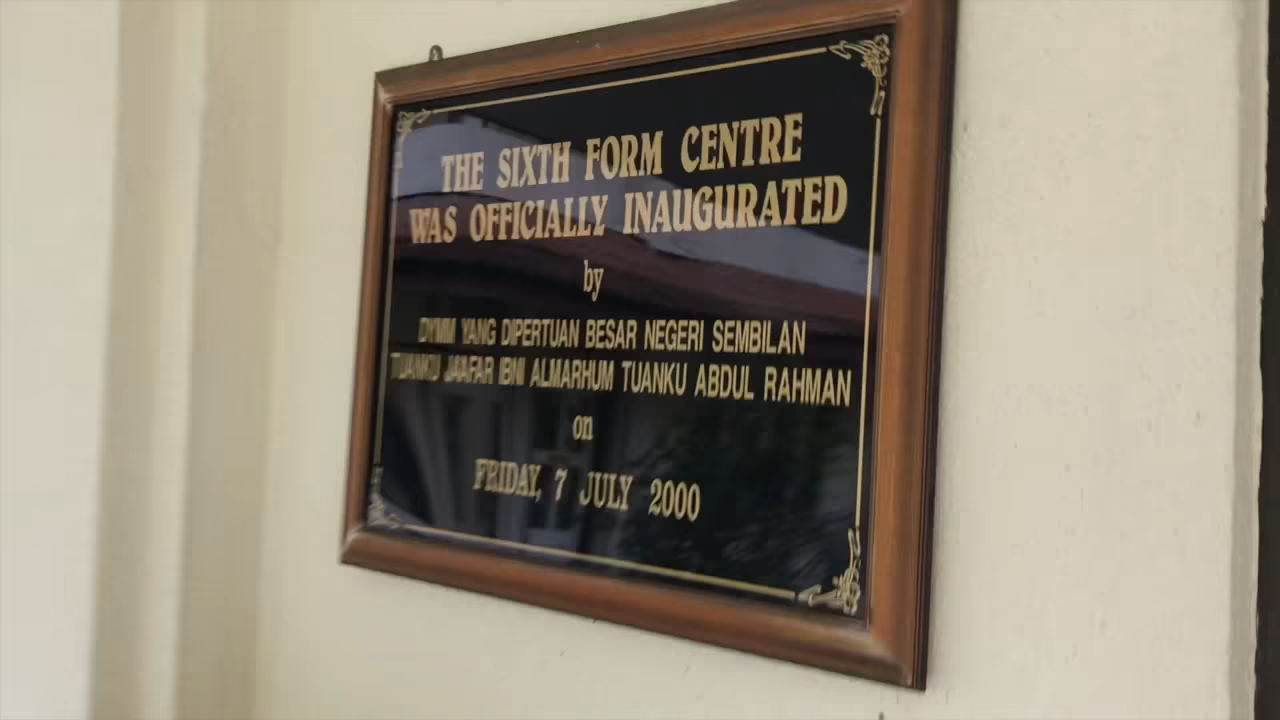 THE SIXTH FORM CENTRE
WAS OFFICIALLY INAUGURATED
by
DYMM YANG DIPERTUAN BESAR NEGERI SEMBILAN
TUANKU JAAFAR IBNI ALMARHUM TUANKU ABDUL RAHMAN
on
FRIDAY, 7 JULY 2000